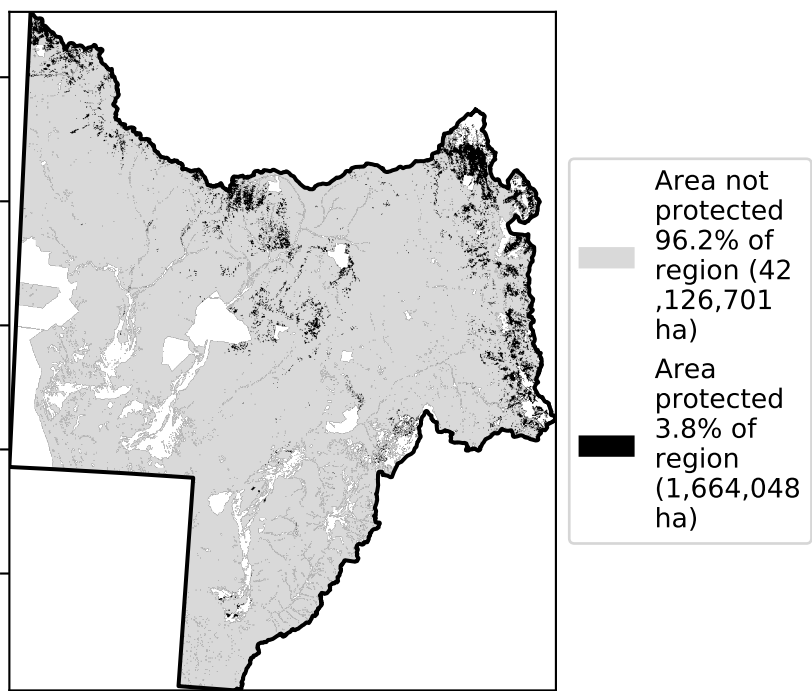 Area not
protected
96.2% of
region (42
,126,701
ha)
Area
protected
3.8% of
region
(1,664,048
ha)